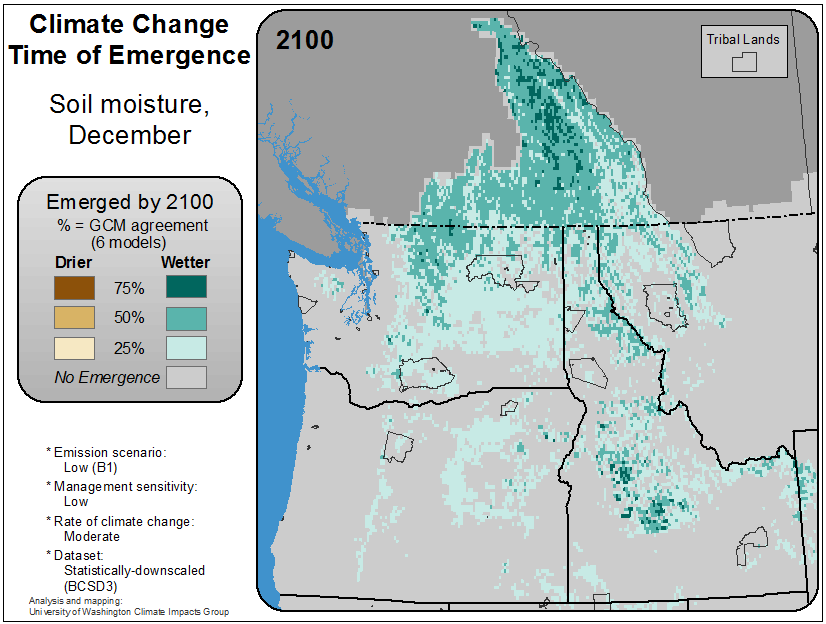 Climate Change
Time of Emergence
Soil moisture,
December
Emerged by 2100
% = GCM agreement
(6 models)
Drier Wetter
75%
50%
25%
No Emergence
* Emission scenario:
Low (B1)
* Management sensitivity:
Low
* Rate of climate change:
Moderate
* Dataset:
Statistically-downscaled
(BCSD3)
Analysis and mapping:
University of Washington Climate Impacts Group
2100
Tribal Lands